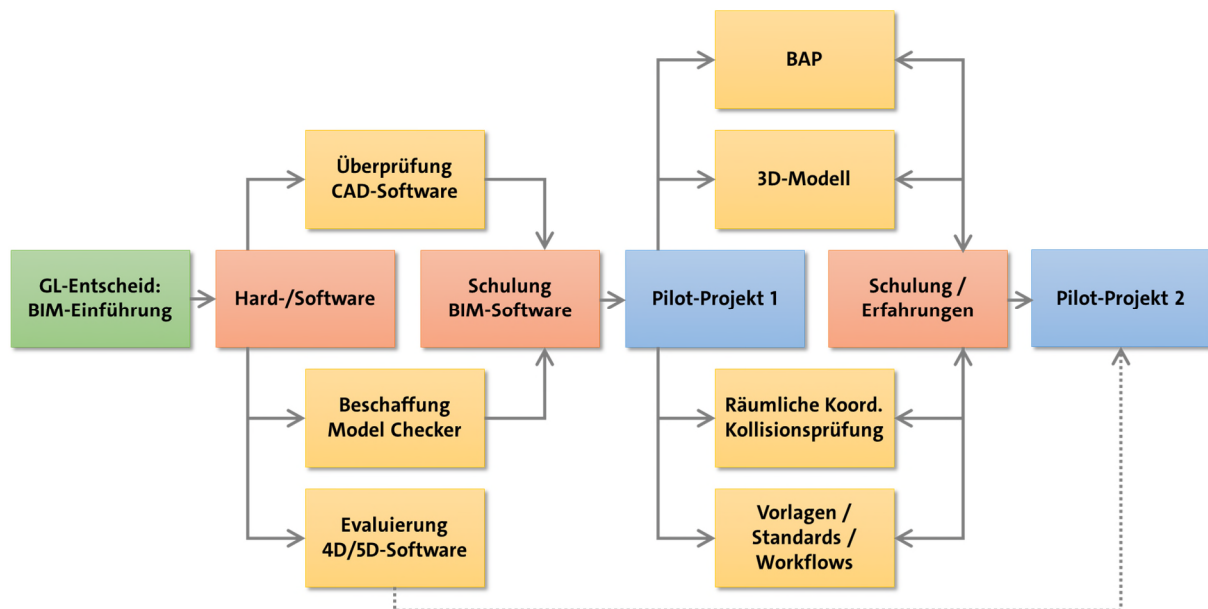 GL-Entscheid:
BIM-Einführung
Hard-/Software
Überprüfung
CAD-Software
Beschaffung
Model Checker
Evaluierung
4D/5D-Software
Schulung
BIM-Software
Pilot-Projekt 1
BAP
3D-Modell
Räumliche Koord.
Kollisionsprüfung
Vorlagen /
Standards /
Workflows
Schulung /
Erfahrungen
Pilot-Projekt 2